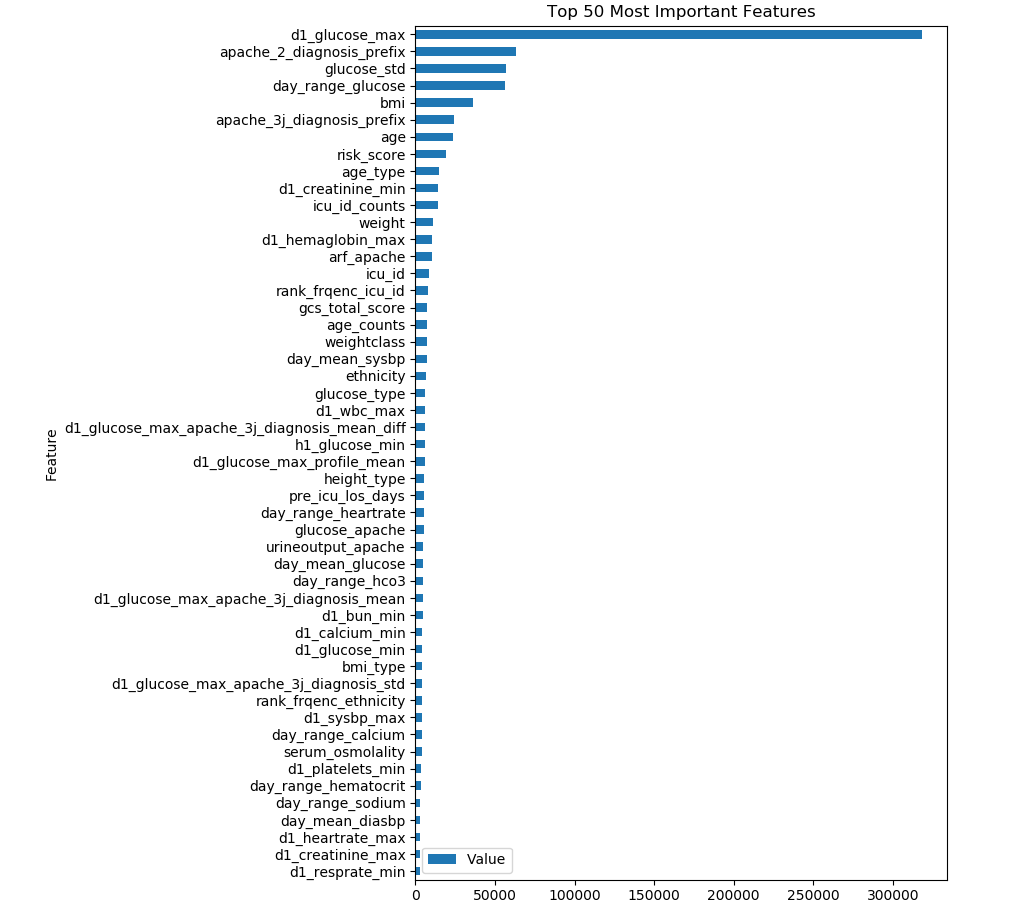 Top 50 Most Important Features
d1_glucose_max
apache_2_diagnosis_prefix
glucose_std
day_range_glucose
bmi
apache_3j_diagnosis_prefix
age
risk_score
age_type
d1_creatinine_min
icu_id_counts
weight
d1_hemaglobin_max
arf_apache
icu_id
rank_frqenc_icu_id
gcs_total_score
age_counts
weightclass
day_mean_sysbp
ethnicity
glucose_type
d1_wbc_max
d1_glucose_max_apache_3j_diagnosis_mean_diff
h1_glucose_min
d1_glucose_max_profile_mean
height_type
pre_icu_los_days
day_range_heartrate
glucose_apache
urineoutput_apache
day_mean_glucose
day_range_hco3
d1_glucose_max_apache_3j_diagnosis_mean
d1_bun_min
d1_calcium_min
d1_glucose_min
bmi_type
d1_glucose_max_apache_3j_diagnosis_std
rank_frqenc_ethnicity
d1_sysbp_max
day_range_calcium
serum_osmolality
d1_platelets_min
day_range_hematocrit
day_range_sodium
day_mean_diasbp
d1_heartrate_max
d1_creatinine_max
d1_resprate_min
Feature
Value
0 50000 100000 150000 200000 250000 300000